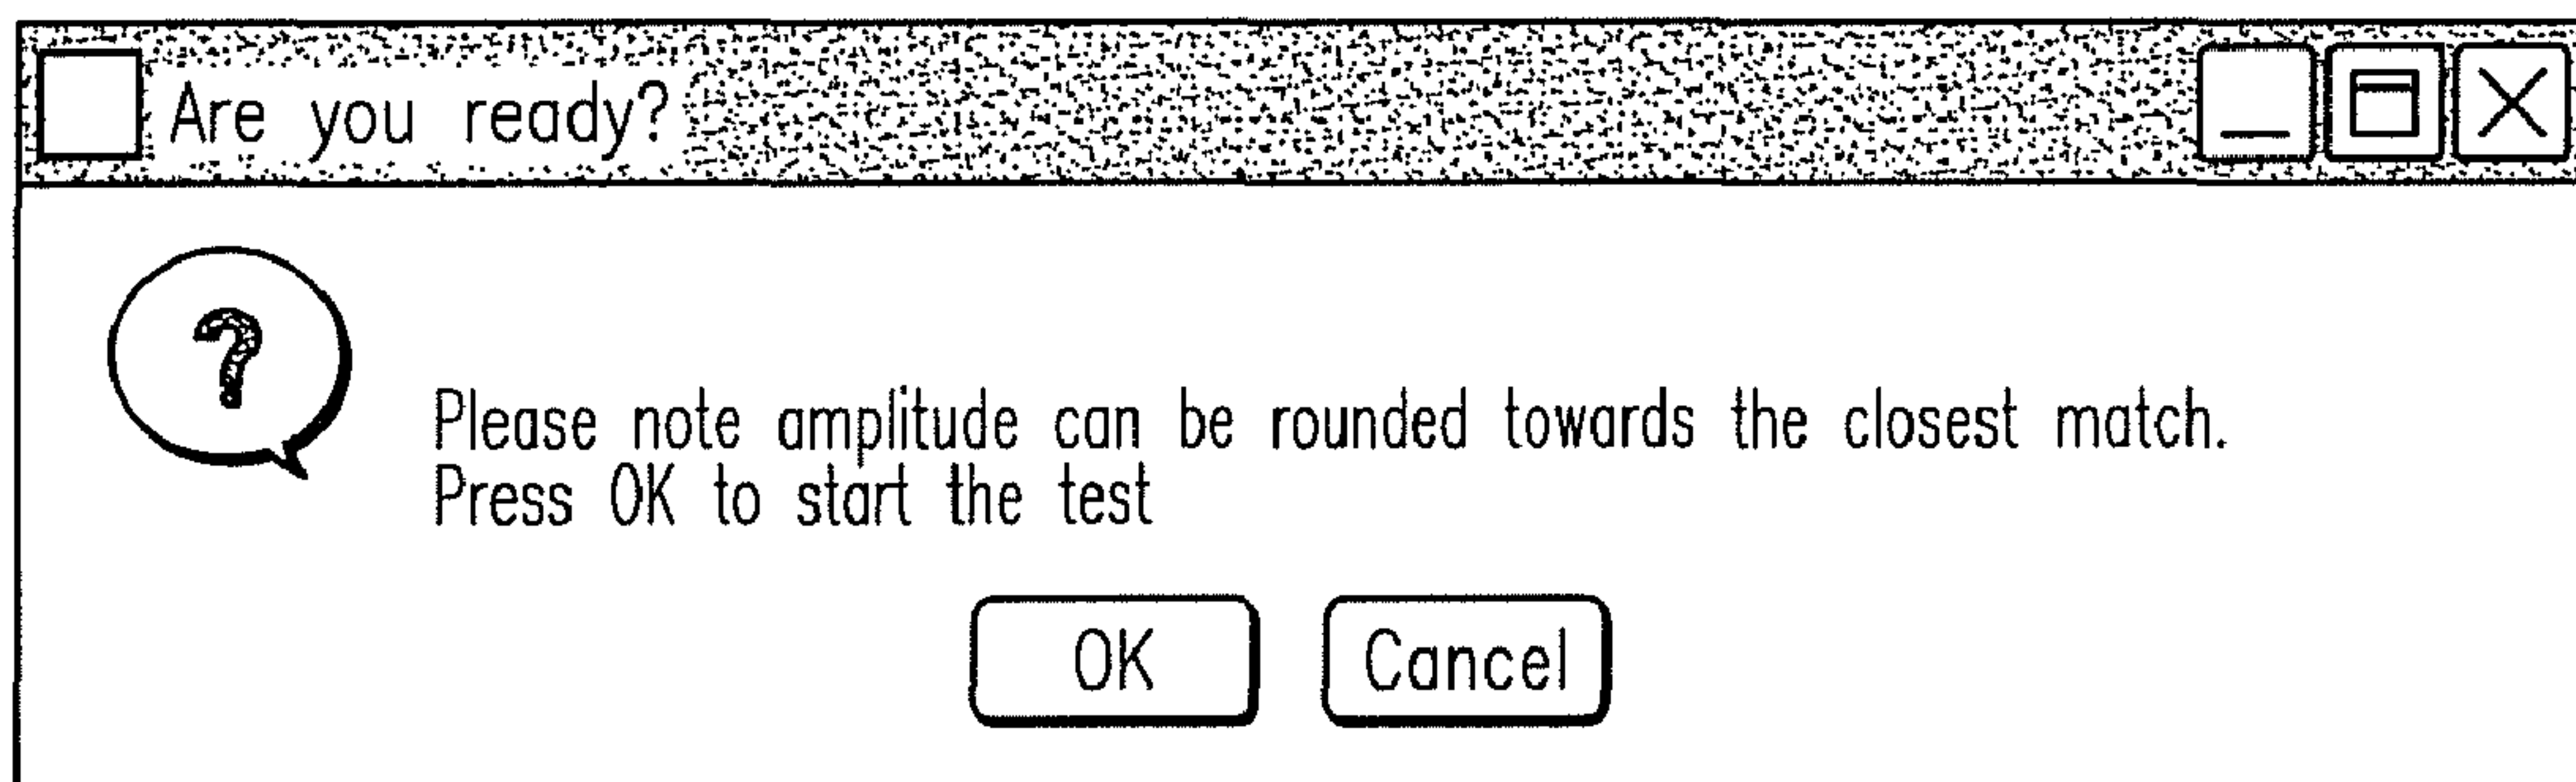 Are you ready?
?
Please note amplitude can be rounded towards the closest match.
Press OK to start the test
OK Cancel